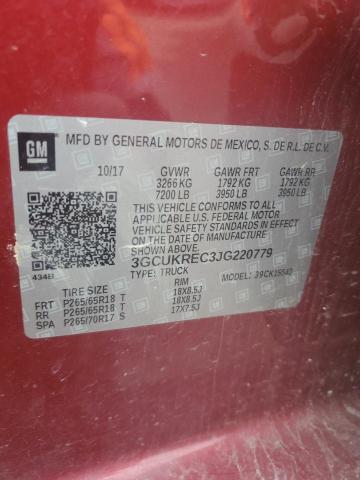 GM
MFD BY GENERAL MOTORS DE MEXICO, S. DE R.L. DE C.V.
10/17 GVWR GAWR FRT GAWR RR
3266 KG 1792 KG 1792 KG
7200 LB 3950 LB 3950 LB
THIS VEHICLE CONFORMS TO ALL
APPLICABLE U.S. FEDERAL MOTOR
VEHICLE SAFETY STANDARDS IN
EFFECT ON THE DATE OF
MANUFACTURE SHOWN ABOVE.
3GCUKREC3JG220779
434B TYPE: TRUCK MODEL: 39CK15543
TIRE SIZE RIM
FRT P265/65R18 T 18X8.5J
RR P265/65R18 T 18X8.5J
SPA P265/70R17 S 17X7.5J